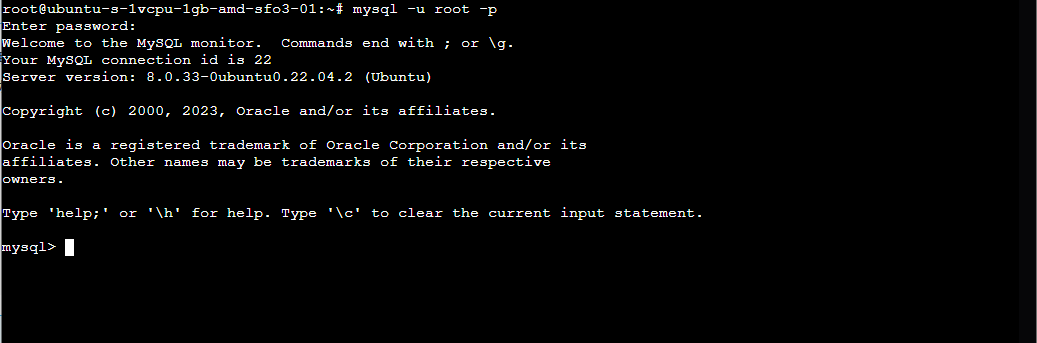 root@ubuntu-s-1vcpu-1gb-amd-sfo3-01:~# mysql -u root -p
Enter password:
Welcome to the MySQL monitor.  Commands end with ; or \g.
Your MySQL connection id is 22
Server version: 8.0.33-0ubuntu0.22.04.2 (Ubuntu)
Copyright (c) 2000, 2023, Oracle and/or its affiliates.
Oracle is a registered trademark of Oracle Corporation and/or its
affiliates. Other names may be trademarks of their respective
owners.
Type 'help;' or '\h' for help. Type '\c' to clear the current input statement.
mysql>